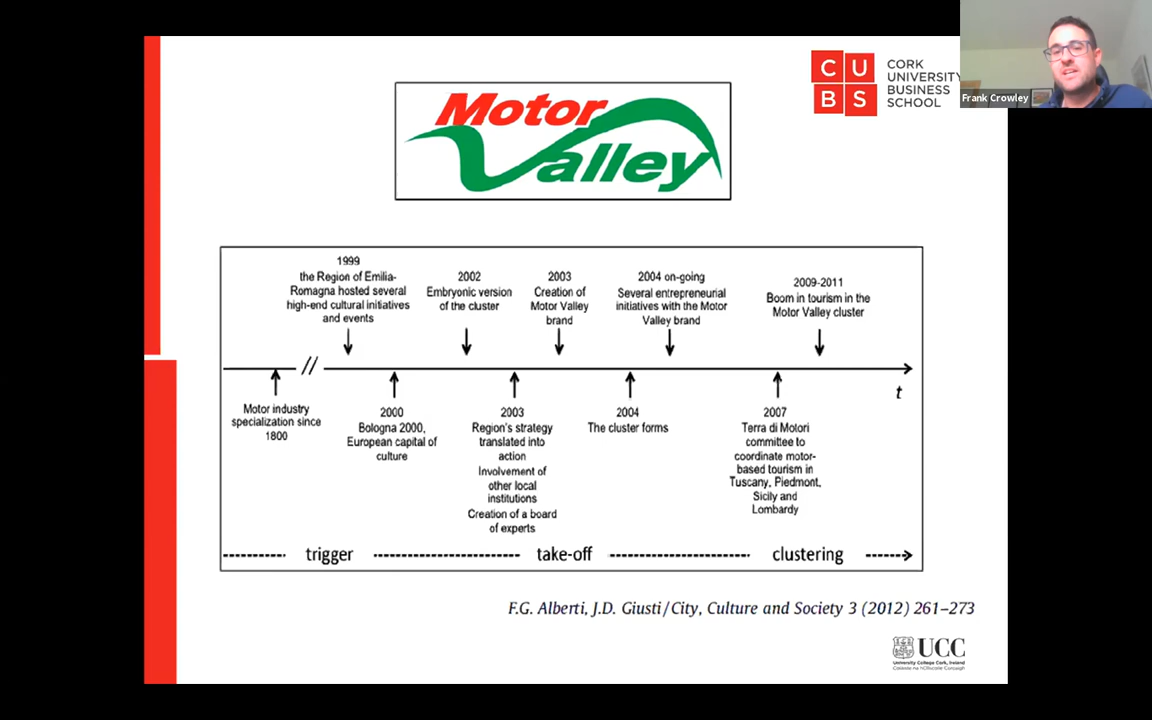 Motor
Valley
C U
B S
CORK
UNIVERSITY
BUSINESS
SCHOOL
Frank Crowley
1999
the Region of Emilia-
Romagna hosted several
high-end cultural initiatives
and events
2002
Embryonic version
of the cluster
2003
Creation of
Motor Valley
brand
2004 on-going
Several entrepreneurial
initiatives with the Motor
Valley brand
2009-2011
Boom in tourism in the
Motor Valley cluster
t
Motor industry
specialization since
1800
2000
Bologna 2000,
European capital of
culture
2003
Region's strategy
translated into
action
Involvement of
other local
institutions
Creation of a board
of experts
2004
The cluster forms
2007
Terra di Motori
committee to
coordinate motor-
based tourism in
Tuscany, Piedmont,
Sicily and
Lombardy
trigger
take-off
clustering
F.G. Alberti, J.D. Giusti/City, Culture and Society 3 (2012) 261–273
UCC
University College Cork, Ireland